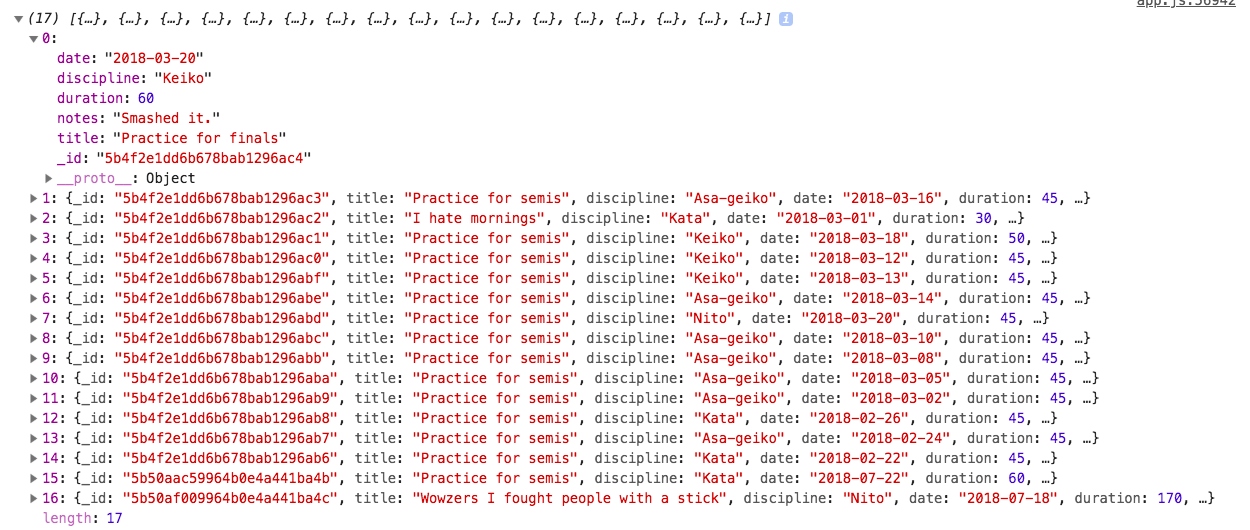 app.js:56942
(17) [{…}, {…}, {…}, {…}, {…}, {…}, {…}, {…}, {…}, {…}, {…}, {…}, {…}, {…}, {…}, {…}, {…}] i
0:
date: "2018-03-20"
discipline: "Keiko"
duration: 60
notes: "Smashed it."
title: "Practice for finals"
_id: "5b4f2e1dd6b678bab1296ac4"
__proto__: Object
1: {_id: "5b4f2e1dd6b678bab1296ac3", title: "Practice for semis", discipline: "Asa-geiko", date: "2018-03-16", duration: 45, …}
2: {_id: "5b4f2e1dd6b678bab1296ac2", title: "I hate mornings", discipline: "Kata", date: "2018-03-01", duration: 30, …}
3: {_id: "5b4f2e1dd6b678bab1296ac1", title: "Practice for semis", discipline: "Keiko", date: "2018-03-18", duration: 50, …}
4: {_id: "5b4f2e1dd6b678bab1296ac0", title: "Practice for semis", discipline: "Keiko", date: "2018-03-12", duration: 45, …}
5: {_id: "5b4f2e1dd6b678bab1296abf", title: "Practice for semis", discipline: "Keiko", date: "2018-03-13", duration: 45, …}
6: {_id: "5b4f2e1dd6b678bab1296abe", title: "Practice for semis", discipline: "Asa-geiko", date: "2018-03-14", duration: 45, …}
7: {_id: "5b4f2e1dd6b678bab1296abd", title: "Practice for semis", discipline: "Nito", date: "2018-03-20", duration: 45, …}
8: {_id: "5b4f2e1dd6b678bab1296abc", title: "Practice for semis", discipline: "Asa-geiko", date: "2018-03-10", duration: 45, …}
9: {_id: "5b4f2e1dd6b678bab1296abb", title: "Practice for semis", discipline: "Asa-geiko", date: "2018-03-08", duration: 45, …}
10: {_id: "5b4f2e1dd6b678bab1296aba", title: "Practice for semis", discipline: "Asa-geiko", date: "2018-03-05", duration: 45, …}
11: {_id: "5b4f2e1dd6b678bab1296ab9", title: "Practice for semis", discipline: "Asa-geiko", date: "2018-03-02", duration: 45, …}
12: {_id: "5b4f2e1dd6b678bab1296ab8", title: "Practice for semis", discipline: "Kata", date: "2018-02-26", duration: 45, …}
13: {_id: "5b4f2e1dd6b678bab1296ab7", title: "Practice for semis", discipline: "Asa-geiko", date: "2018-02-24", duration: 45, …}
14: {_id: "5b4f2e1dd6b678bab1296ab6", title: "Practice for semis", discipline: "Kata", date: "2018-02-22", duration: 45, …}
15: {_id: "5b50aac59964b0e4a441ba4b", title: "Practice for semis", discipline: "Kata", date: "2018-07-22", duration: 60, …}
16: {_id: "5b50af009964b0e4a441ba4c", title: "Wowzers I fought people with a stick", discipline: "Nito", date: "2018-07-18", duration: 170, …}
length: 17